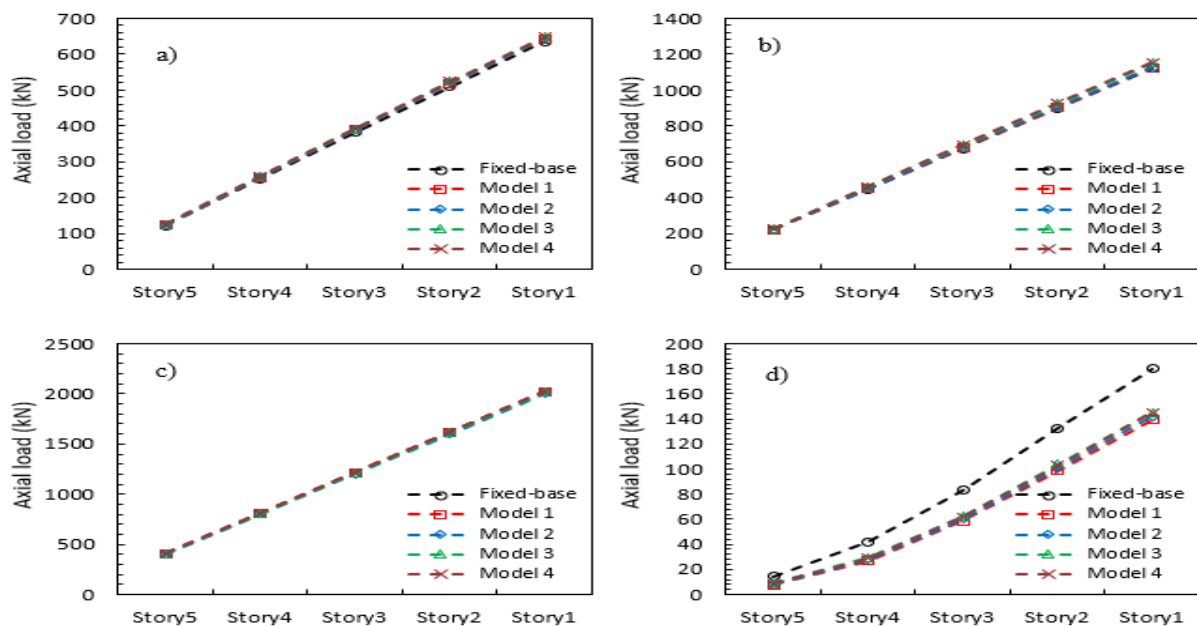 a)
Axial load (kN)
700
600
500
400
300
200
100
0
Fixed-base
Model 1
Model 2
Model 3
Model 4
Story5 Story4 Story3 Story2 Story1
b)
Axial load (kN)
1400
1200
1000
800
600
400
200
0
Fixed-base
Model 1
Model 2
Model 3
Model 4
Story5 Story4 Story3 Story2 Story1
c)
Axial load (kN)
2500
2000
1500
1000
500
0
Fixed-base
Model 1
Model 2
Model 3
Model 4
Story5 Story4 Story3 Story2 Story1
d)
Axial load (kN)
200
180
160
140
120
100
80
60
40
20
0
Fixed-base
Model 1
Model 2
Model 3
Model 4
Story5 Story4 Story3 Story2 Story1